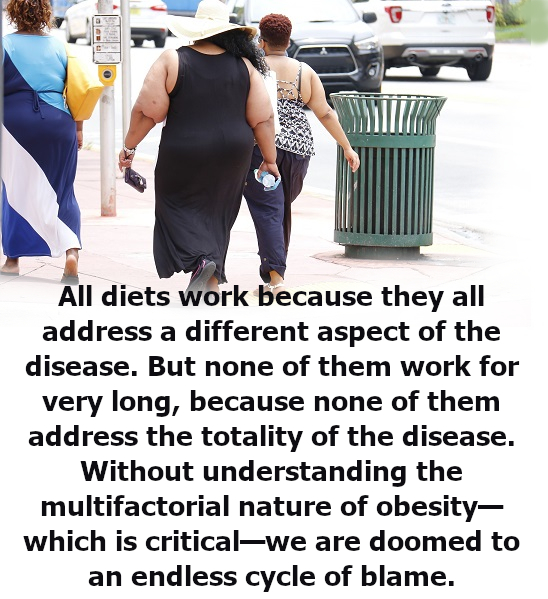 All diets work because they all
address a different aspect of the
disease. But none of them work for
very long, because none of them
address the totality of the disease.
Without understanding the
multifactorial nature of obesity—
which is critical—we are doomed to
an endless cycle of blame.